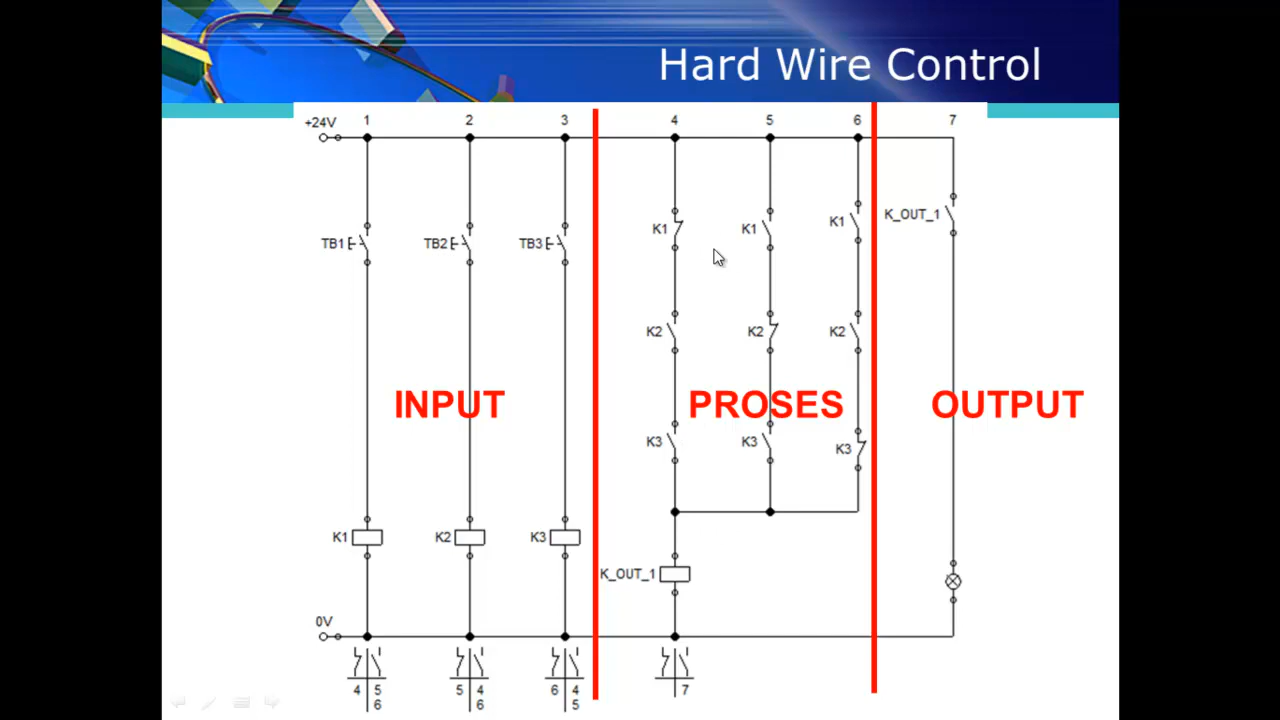 Hard Wire Control
+24V 1 2 3 4 5 6 7
TB1 TB2 TB3 K1 K1 K1 K_OUT_1
K2 K2 K2
INPUT PROSES OUTPUT
K3 K3 K3
K1 K2 K3
K_OUT_1
0V
4 5 5 4 6 4 7
6 6 5